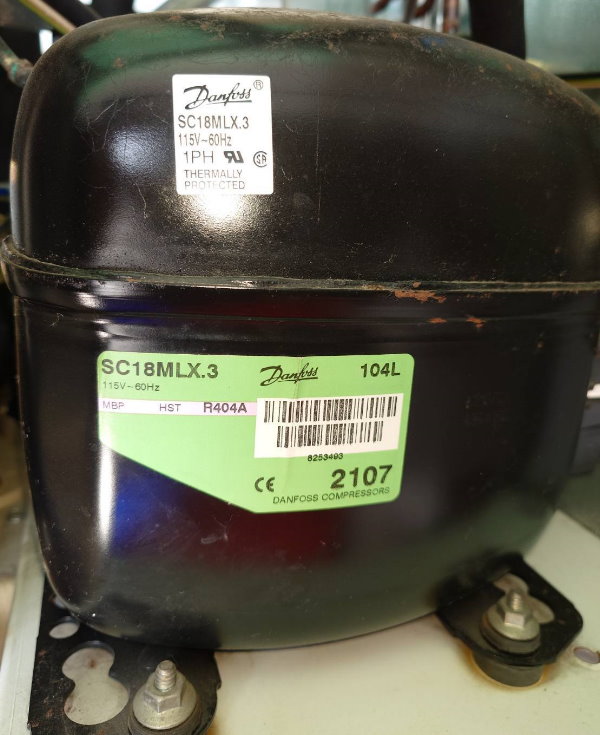 Danfoss®
SC18MLX.3
115V~60Hz
1PH
THERMALLY
PROTECTED
SC18MLX.3 Danfoss 104L
115V~60Hz
MBP HST R404A
8253493
CE 2107
DANFOSS COMPRESSORS